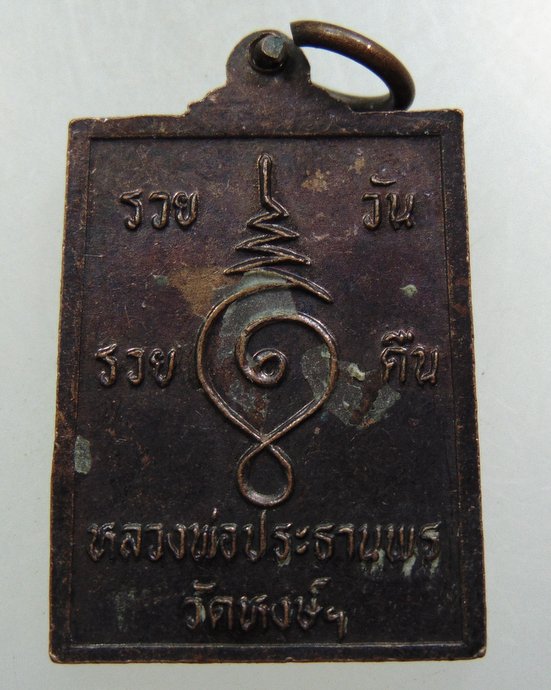 รวย วัน
รวย คืน
หลวงพ่อประธานพร
วัดหงษ์ฯ